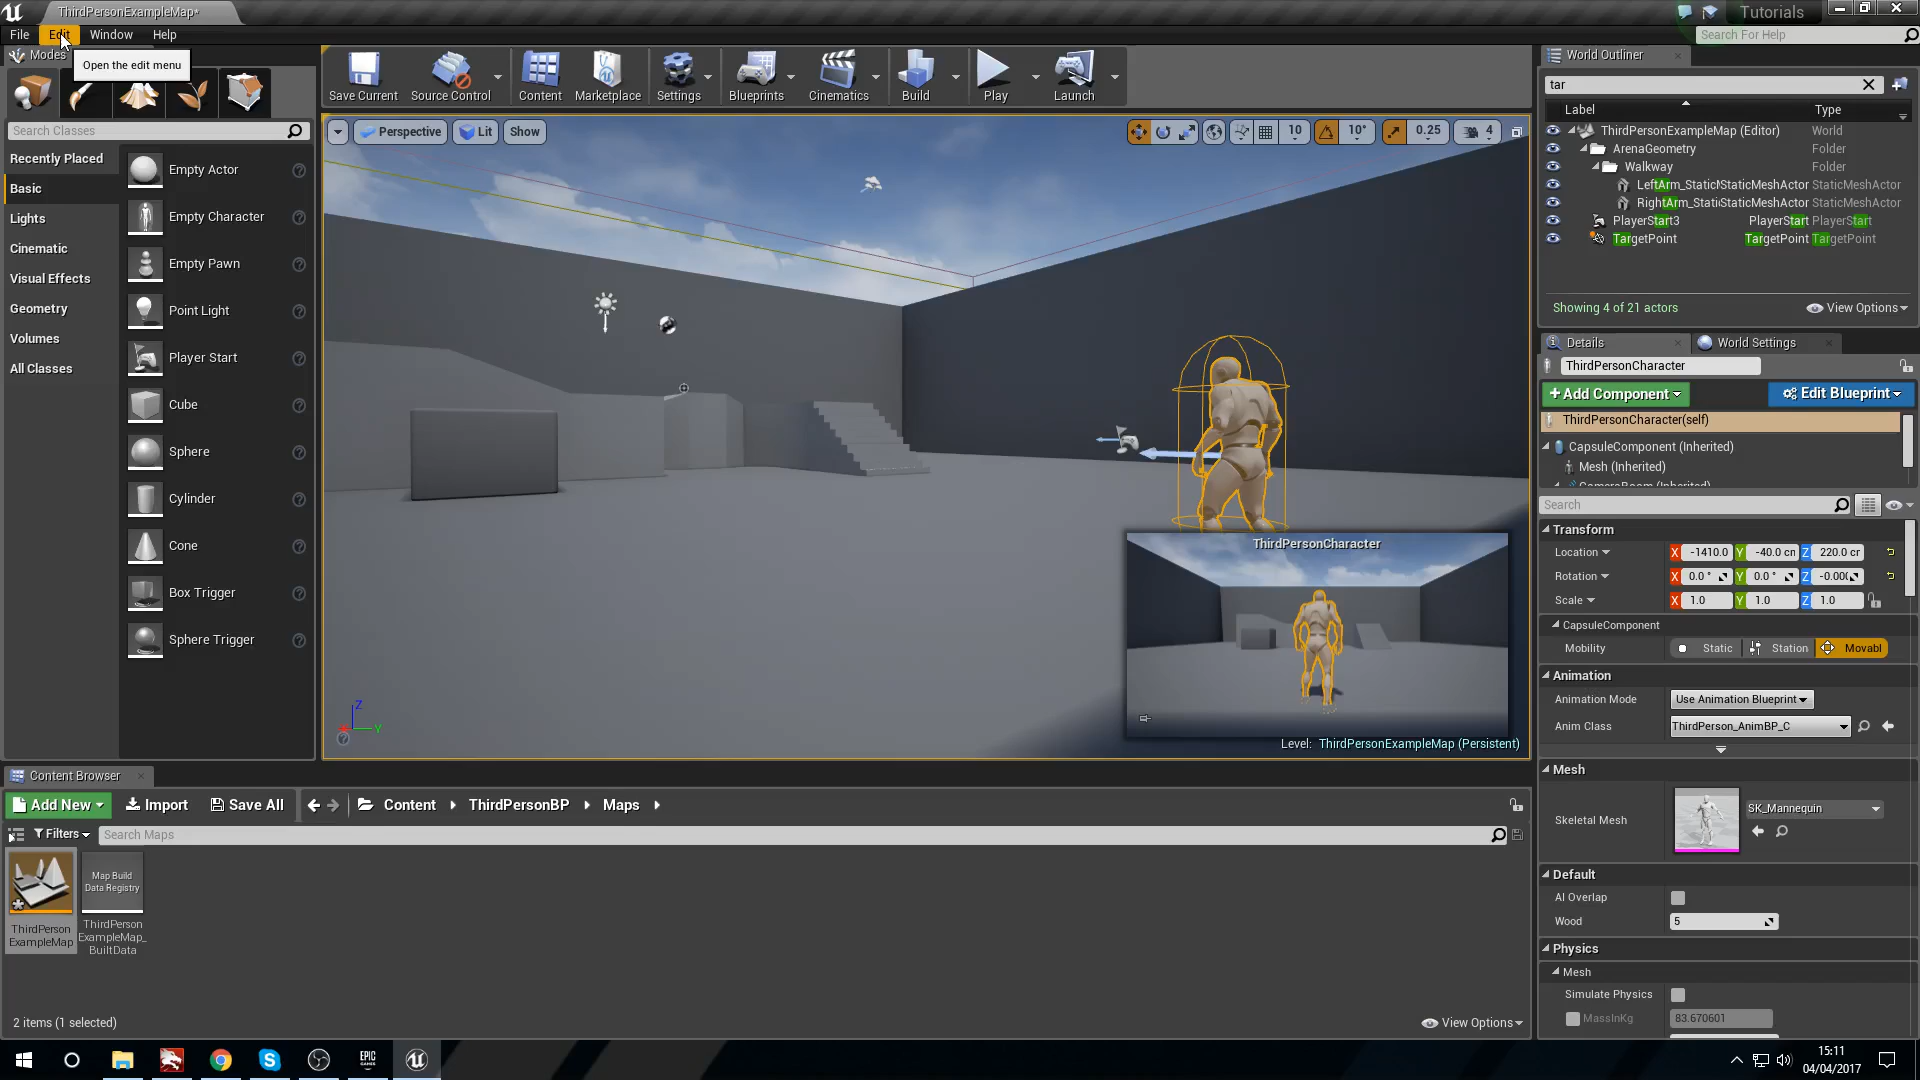 ThirdPersonExampleMap*
Tutorials
File Edit Window Help
Search For Help
Modes
Open the edit menu
Save Current Source Control Content Marketplace Settings Blueprints Cinematics Build Play Launch
World Outliner
tar
Label Type
Search Classes
Perspective Lit Show
10 10° 0.25 4
ThirdPersonExampleMap (Editor) World
ArenaGeometry Folder
Walkway Folder
LeftArm_StaticM StaticMeshActor StaticMeshActor
RightArm_Stati StaticMeshActor StaticMeshActor
PlayerStart3 PlayerStart PlayerStart
TargetPoint TargetPoint TargetPoint
Showing 4 of 21 actors
View Options
Recently Placed
Basic
Lights
Cinematic
Visual Effects
Geometry
Volumes
All Classes
Empty Actor
Empty Character
Empty Pawn
Point Light
Player Start
Cube
Sphere
Cylinder
Cone
Box Trigger
Sphere Trigger
ThirdPersonCharacter
Level: ThirdPersonExampleMap (Persistent)
Z
Y
Details World Settings
ThirdPersonCharacter
+Add Component
Edit Blueprint
ThirdPersonCharacter(self)
CapsuleComponent (Inherited)
Mesh (Inherited)
Search
Transform
Location X -1410.0 Y -40.0 cm Z 220.0 cr
Rotation X 0.0 ° Y 0.0 ° Z -0.000
Scale X 1.0 Y 1.0 Z 1.0
CapsuleComponent
Mobility Static Station Movabl
Animation
Animation Mode Use Animation Blueprint
Anim Class ThirdPerson_AnimBP_C
Mesh
Skeletal Mesh SK_Mannequin
Default
AI Overlap
Wood 5
Physics
Mesh
Simulate Physics
MassInKg 83.670601
Content Browser
Add New Import Save All Content ThirdPersonBP Maps
Filters Search Maps
Map Build
Data Registry
ThirdPerson
ExampleMap
ThirdPerson
ExampleMap_
BuiltData
2 items (1 selected)
View Options
EPIC
GAMES
15:11
04/04/2017